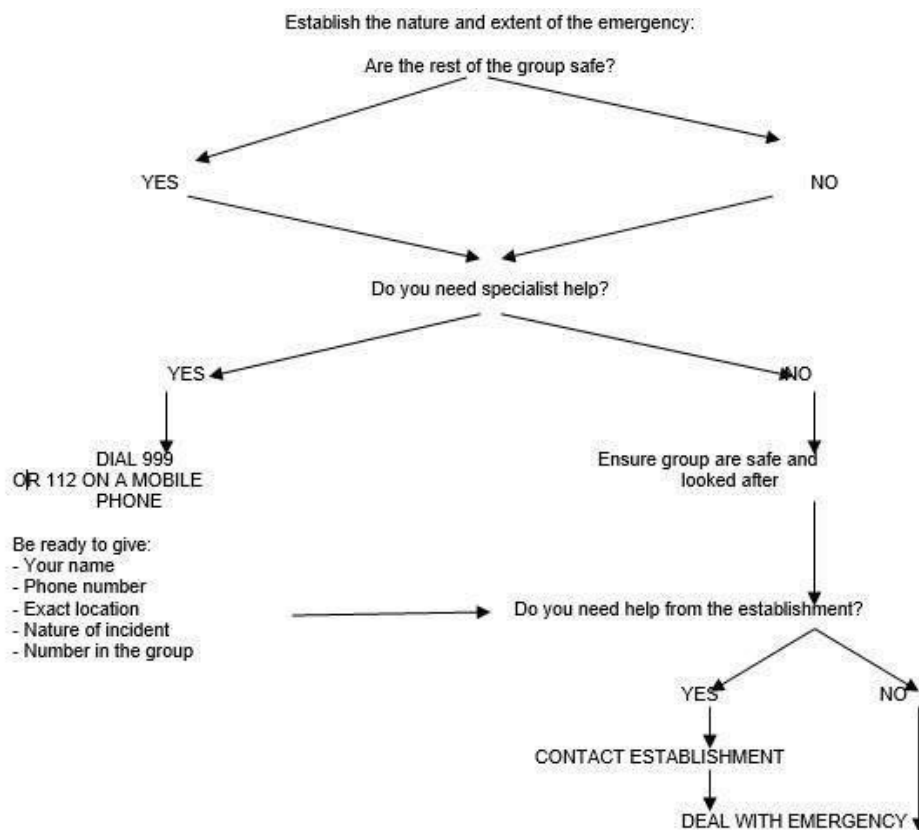 Establish the nature and extent of the emergency:
Are the rest of the group safe?
YES
NO
Do you need specialist help?
YES
NO
DIAL 999
OR 112 ON A MOBILE
PHONE
Ensure group are safe and
looked after
Be ready to give:
- Your name
- Phone number
- Exact location
- Nature of incident
- Number in the group
Do you need help from the establishment?
YES
NO
CONTACT ESTABLISHMENT
DEAL WITH EMERGENCY